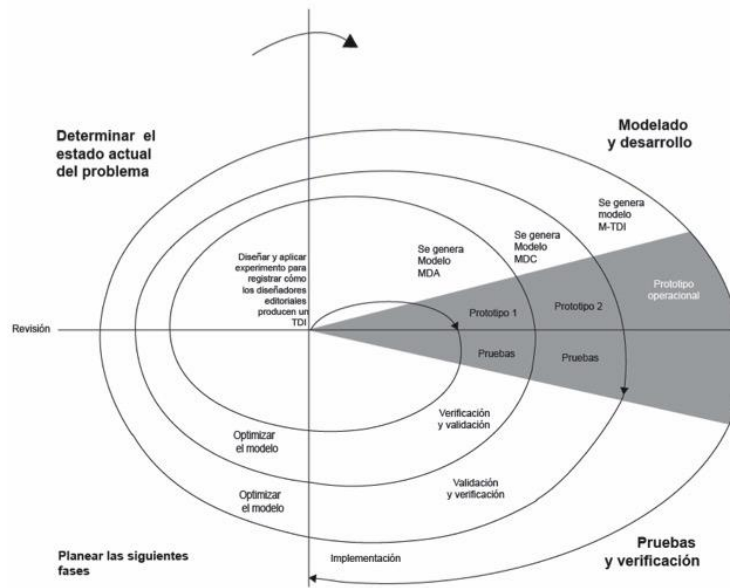 Determinar el
estado actual
del problema
Modelado
y desarrollo
Se genera
modelo
M-TDI
Se genera
Modelo
MDC
Se genera
Modelo
MDA
Diseñar y aplicar
experimento para
registrar cómo
los diseñadores
editoriales
producen un
TDI
Prototipo
operacional
Prototipo 1
Prototipo 2
Revisión
Pruebas
Pruebas
Verificación
y validación
Optimizar
el modelo
Validación
y verificación
Optimizar
el modelo
Implementación
Pruebas
y verificación
Planear las siguientes
fases